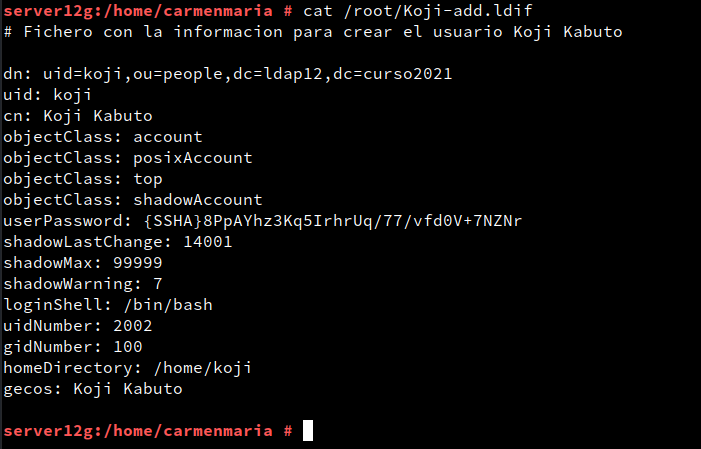 server12g:/home/carmenmaria # cat /root/Koji-add.ldif
# Fichero con la informacion para crear el usuario Koji Kabuto
dn: uid=koji,ou=people,dc=ldap12,dc=curso2021
uid: koji
cn: Koji Kabuto
objectClass: account
objectClass: posixAccount
objectClass: top
objectClass: shadowAccount
userPassword: {SSHA}8PpAYhz3Kq5IrhrUq/77/vfd0V+7NZNr
shadowLastChange: 14001
shadowMax: 99999
shadowWarning: 7
loginShell: /bin/bash
uidNumber: 2002
gidNumber: 100
homeDirectory: /home/koji
gecos: Koji Kabuto
server12g:/home/carmenmaria #